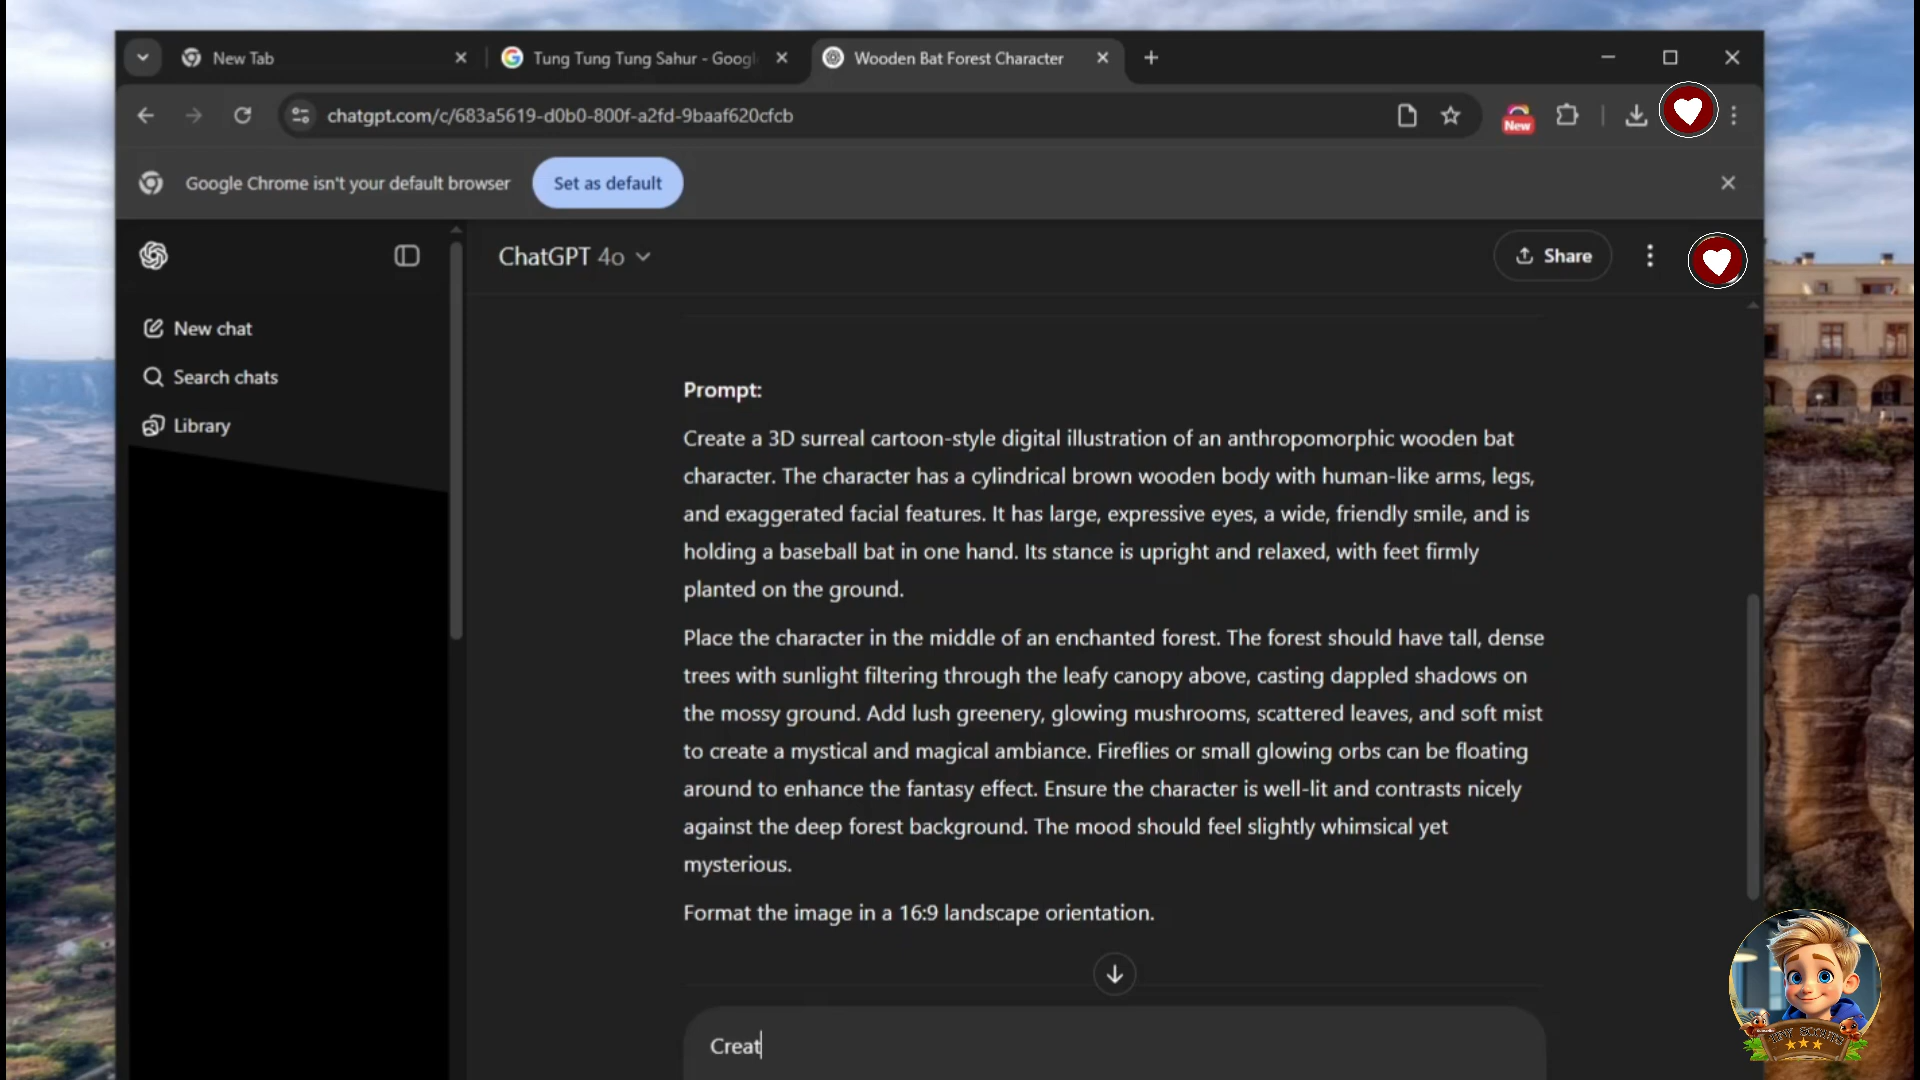 New Tab
Tung Tung Tung Sahur - Googl
Wooden Bat Forest Character
chatgpt.com/c/683a5619-d0b0-800f-a2fd-9baaf620cfcb
New
Google Chrome isn't your default browser
Set as default
ChatGPT 4o
Share
New chat
Search chats
Library
Prompt:
Create a 3D surreal cartoon-style digital illustration of an anthropomorphic wooden bat
character. The character has a cylindrical brown wooden body with human-like arms, legs,
and exaggerated facial features. It has large, expressive eyes, a wide, friendly smile, and is
holding a baseball bat in one hand. Its stance is upright and relaxed, with feet firmly
planted on the ground.
Place the character in the middle of an enchanted forest. The forest should have tall, dense
trees with sunlight filtering through the leafy canopy above, casting dappled shadows on
the mossy ground. Add lush greenery, glowing mushrooms, scattered leaves, and soft mist
to create a mystical and magical ambiance. Fireflies or small glowing orbs can be floating
around to enhance the fantasy effect. Ensure the character is well-lit and contrasts nicely
against the deep forest background. The mood should feel slightly whimsical yet
mysterious.
Format the image in a 16:9 landscape orientation.
Creat